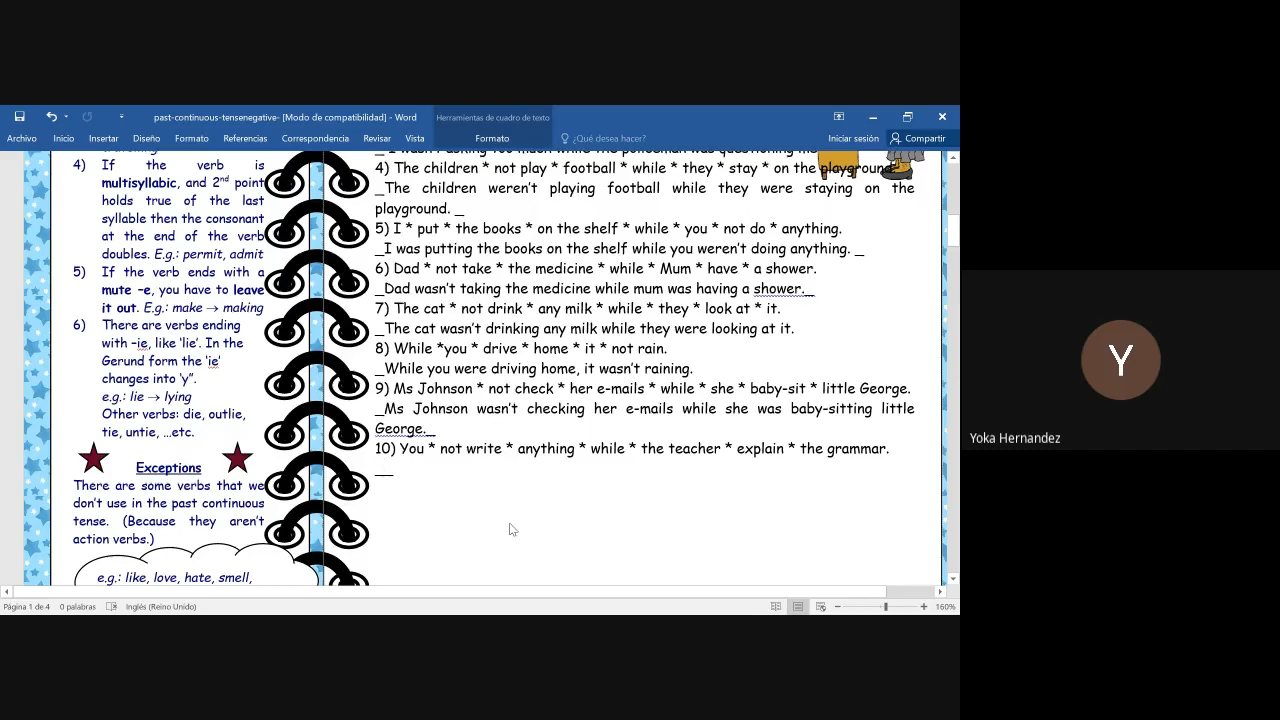 past-continuous-tensenegative- [Modo de compatibilidad] - Word
Herramientas de cuadro de texto
Archivo Inicio Insertar Diseño Formato Referencias Correspondencia Revisar Vista Formato ¿Qué desea hacer? Iniciar sesión Compartir
4) If the verb is
multisyllabic, and 2nd point
holds true of the last
syllable then the consonant
at the end of the verb
doubles. E.g.: permit, admit
5) If the verb ends with a
mute –e, you have to leave
it out. E.g.: make → making
6) There are verbs ending
with –ie, like 'lie'. In the
Gerund form the 'ie'
changes into 'y".
e.g.: lie → lying
Other verbs: die, outlie,
tie, untie, …etc.
Exceptions
There are some verbs that we
don't use in the past continuous
tense. (Because they aren't
action verbs.)
e.g.: like, love, hate, smell,
4) The children * not play * football * while * they * stay * on the playground.
_The children weren't playing football while they were staying on the
playground. _
5) I * put * the books * on the shelf * while * you * not do * anything.
_I was putting the books on the shelf while you weren't doing anything. _
6) Dad * not take * the medicine * while * Mum * have * a shower.
_Dad wasn't taking the medicine while mum was having a shower._
7) The cat * not drink * any milk * while * they * look at * it.
_The cat wasn't drinking any milk while they were looking at it.
8) While *you * drive * home * it * not rain.
_While you were driving home, it wasn't raining.
9) Ms Johnson * not check * her e-mails * while * she * baby-sit * little George.
_Ms Johnson wasn't checking her e-mails while she was baby-sitting little
George._
10) You * not write * anything * while * the teacher * explain * the grammar.
__
Página 1 de 4 0 palabras Inglés (Reino Unido) 160%
Y
Yoka Hernandez